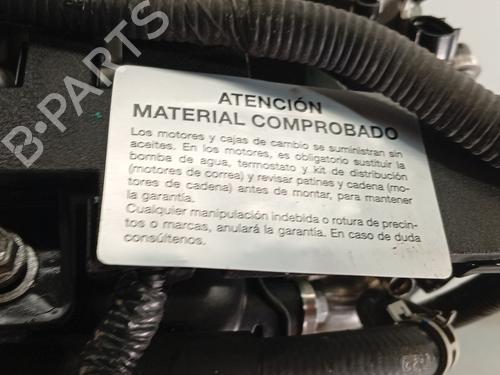 B-PARTS
ATENCIÓN
MATERIAL COMPROBADO
Los motores y cajas de cambio se suministran sin
aceites. En los motores, es obligatorio sustituir la
bomba de agua, termostato y kit de distribución
(motores de correa) y revisar patines y cadena (mo-
tores de cadena) antes de montar, para mantener
la garantía.
Cualquier manipulación indebida o rotura de precin-
tos o marcas, anulará la garantía. En caso de duda
consúltenos.